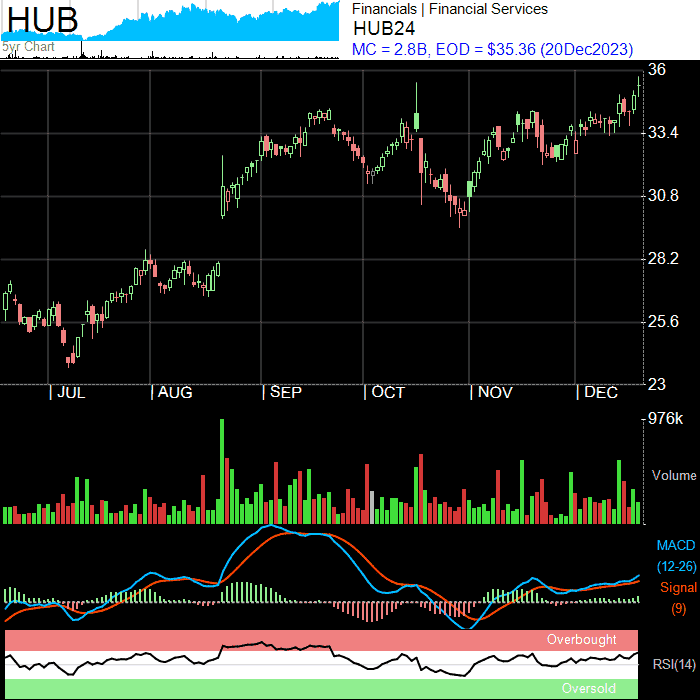 HUB
5yr Chart
Financials | Financial Services
HUB24
MC = 2.8B, EOD = $35.36 (20Dec2023)
36
33.4
30.8
28.2
25.6
23
| JUL | AUG | SEP | OCT | NOV | DEC
976k
Volume
MACD
(12-26)
Signal
(9)
Overbought
RSI(14)
Oversold